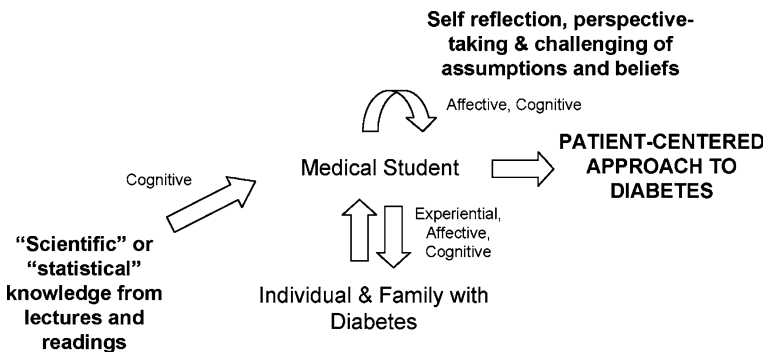 Self reflection, perspective-
taking & challenging of
assumptions and beliefs
Affective, Cognitive
Medical Student
PATIENT-CENTERED
APPROACH TO
DIABETES
Cognitive
“Scientific” or
“statistical”
knowledge from
lectures and
readings
Experiential,
Affective,
Cognitive
Individual & Family with
Diabetes